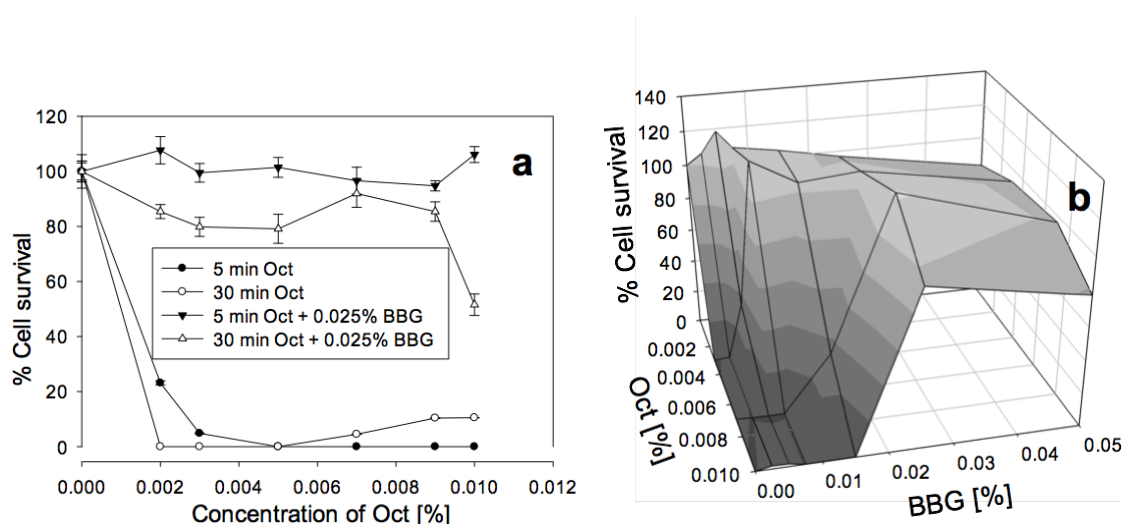 120
100
80
60
40
20
0
% Cell survival
a
5 min Oct
30 min Oct
5 min Oct + 0.025% BBG
30 min Oct + 0.025% BBG
0.000 0.002 0.004 0.006 0.008 0.010 0.012
Concentration of Oct [%]
140
120
100
80
60
40
20
0
% Cell survival
b
0.002
0.004
0.006
0.008
0.010
Oct [%]
0.00 0.01 0.02 0.03 0.04 0.05
BBG [%]